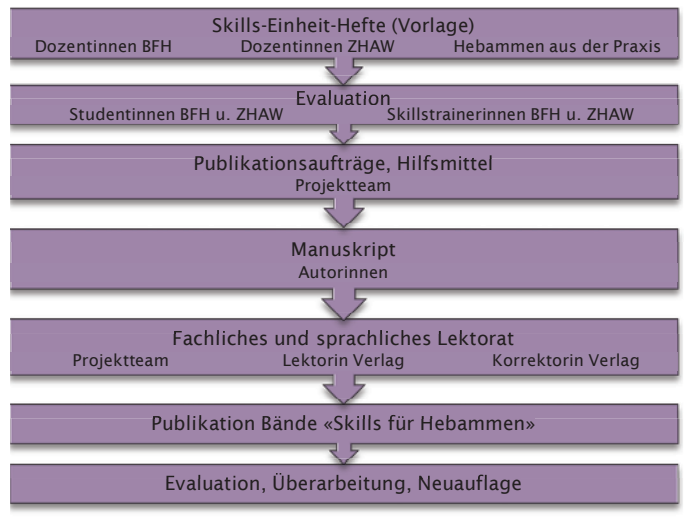 Skills-Einheit-Hefte (Vorlage)
Dozentinnen BFH Dozentinnen ZHAW Hebammen aus der Praxis
Evaluation
Studentinnen BFH u. ZHAW Skillstrainerinnen BFH u. ZHAW
Publikationsaufträge, Hilfsmittel
Projektteam
Manuskript
Autorinnen
Fachliches und sprachliches Lektorat
Projektteam Lektorin Verlag Korrektorin Verlag
Publikation Bände «Skills für Hebammen»
Evaluation, Überarbeitung, Neuauflage